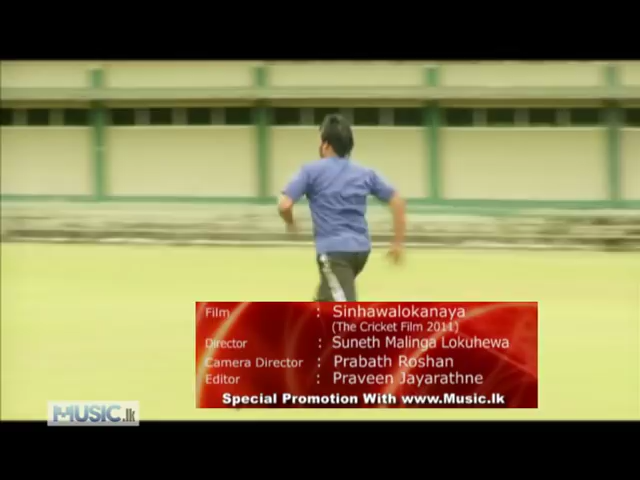 Film : Sinhawalokanaya
(The Cricket Film 2011)
Director : Suneth Malinga Lokuhewa
Camera Director : Prabath Roshan
Editor : Praveen Jayarathne
Special Promotion With www.Music.lk
MUSIC.lk